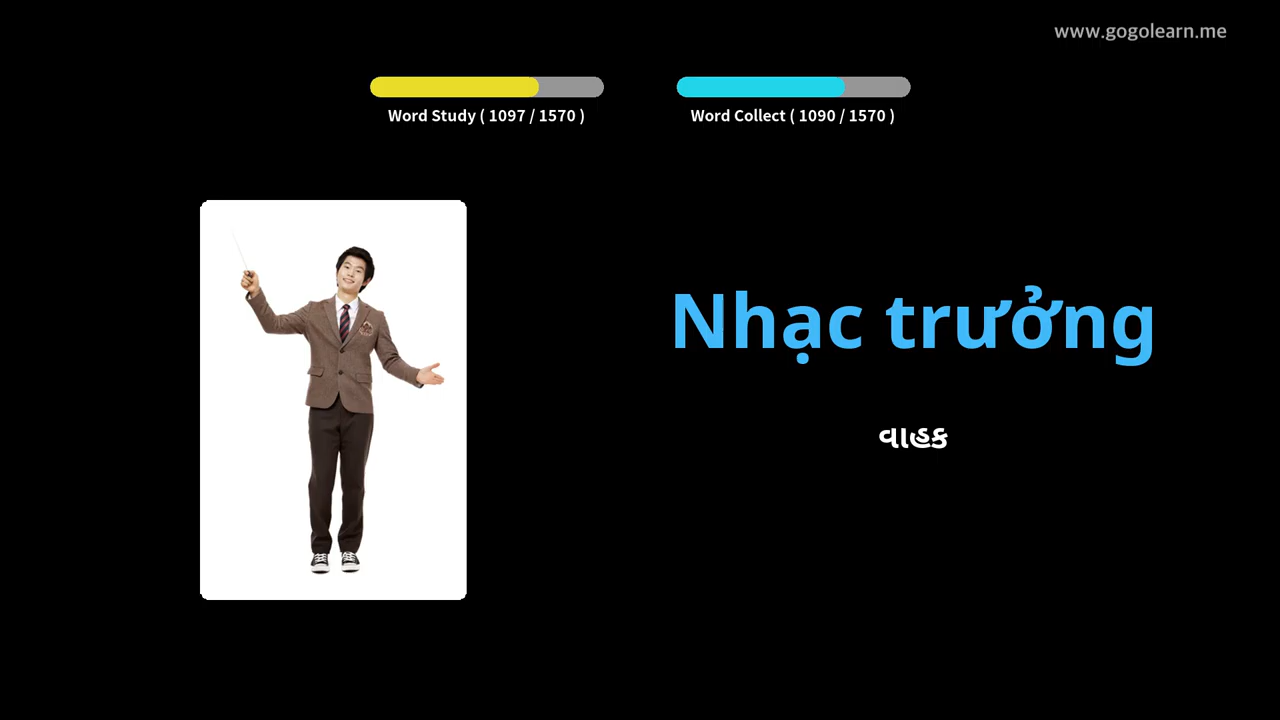 www.gogolearn.me
Word Study ( 1097 / 1570 )
Word Collect ( 1090 / 1570 )
Nhạc trưởng
વાહક